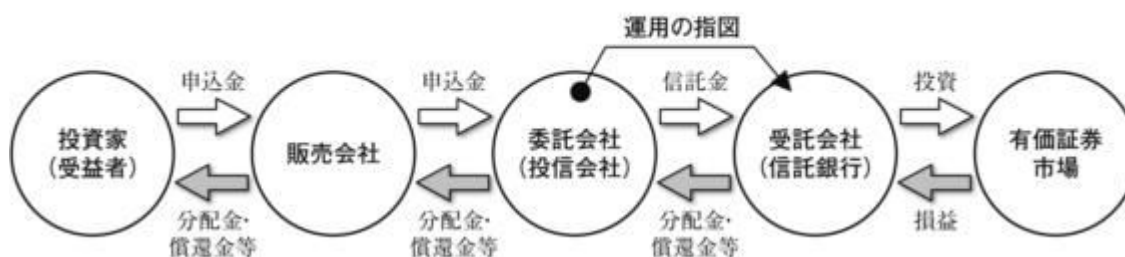 運用の指図
申込金
申込金
信託金
投資
投資家
(受益者)
販売会社
委託会社
(投信会社)
受託会社
(信託銀行)
有価証券
市場
分配金・
償還金等
分配金・
償還金等
分配金・
償還金等
損益